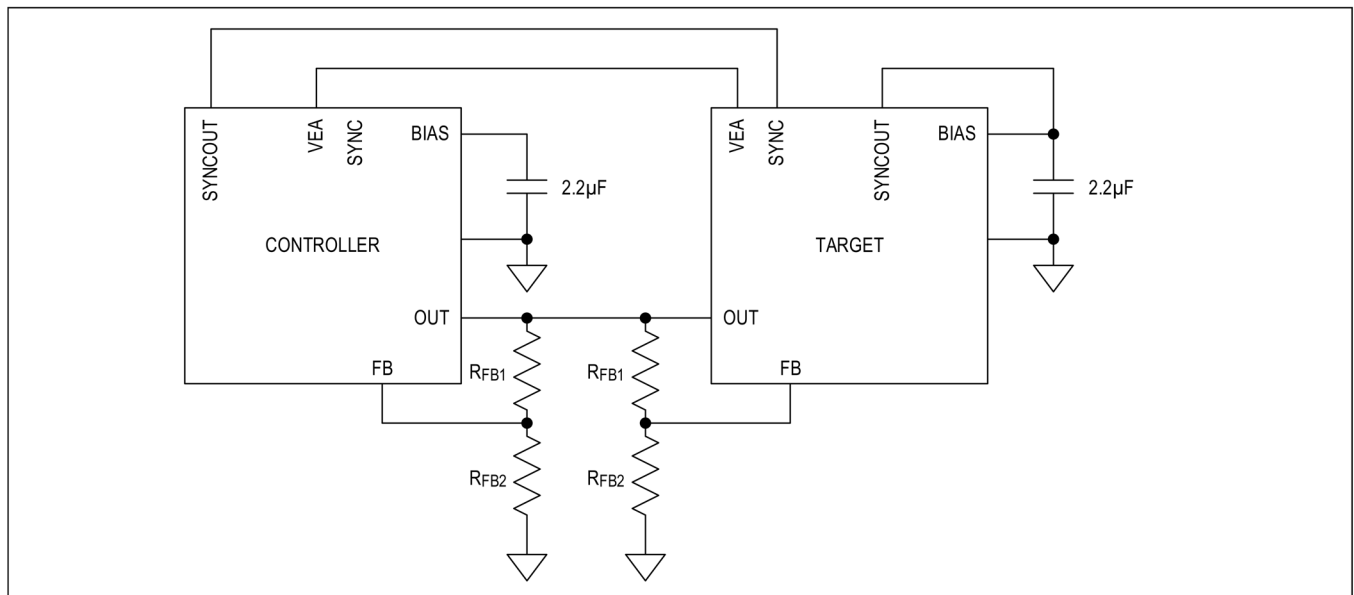 SYNCOUT
VEA
SYNC
BIAS
2.2µF
CONTROLLER
OUT
FB
RFB1
RFB2
VEA
SYNC
SYNCOUT
BIAS
2.2µF
TARGET
OUT
FB
RFB1
RFB2